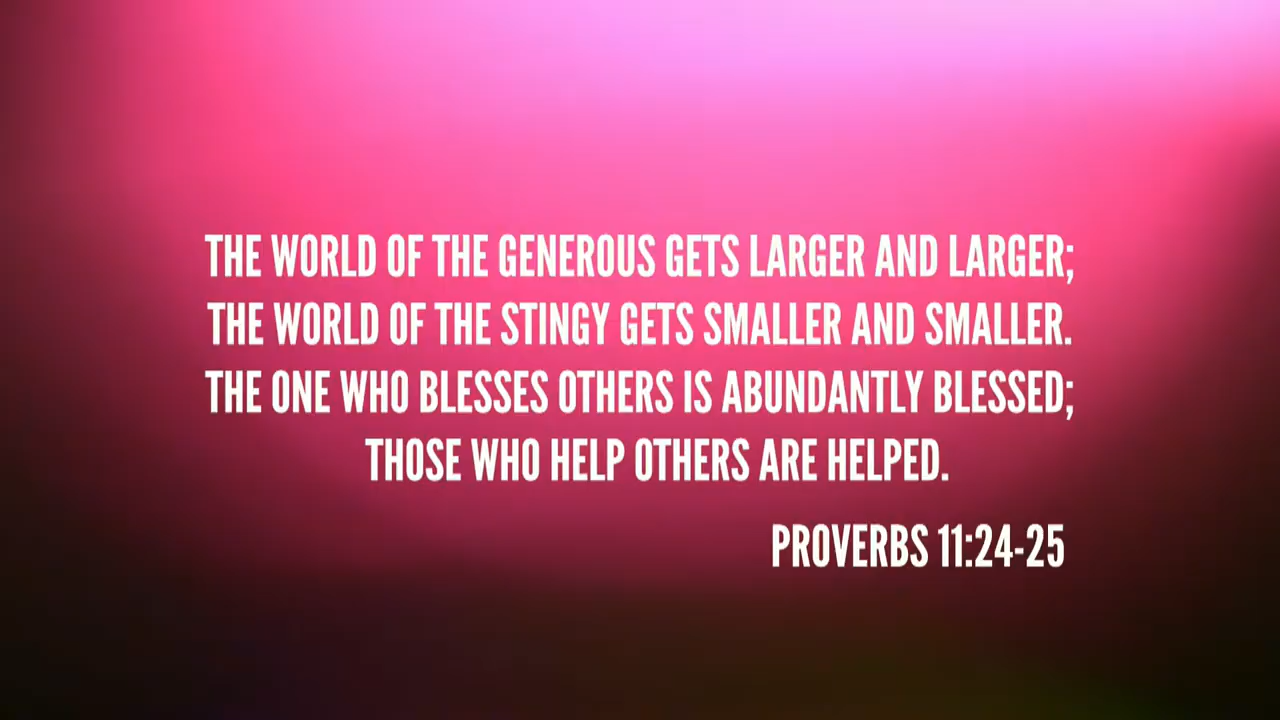 THE WORLD OF THE GENEROUS GETS LARGER AND LARGER;
THE WORLD OF THE STINGY GETS SMALLER AND SMALLER.
THE ONE WHO BLESSES OTHERS IS ABUNDANTLY BLESSED;
THOSE WHO HELP OTHERS ARE HELPED.
PROVERBS 11:24-25